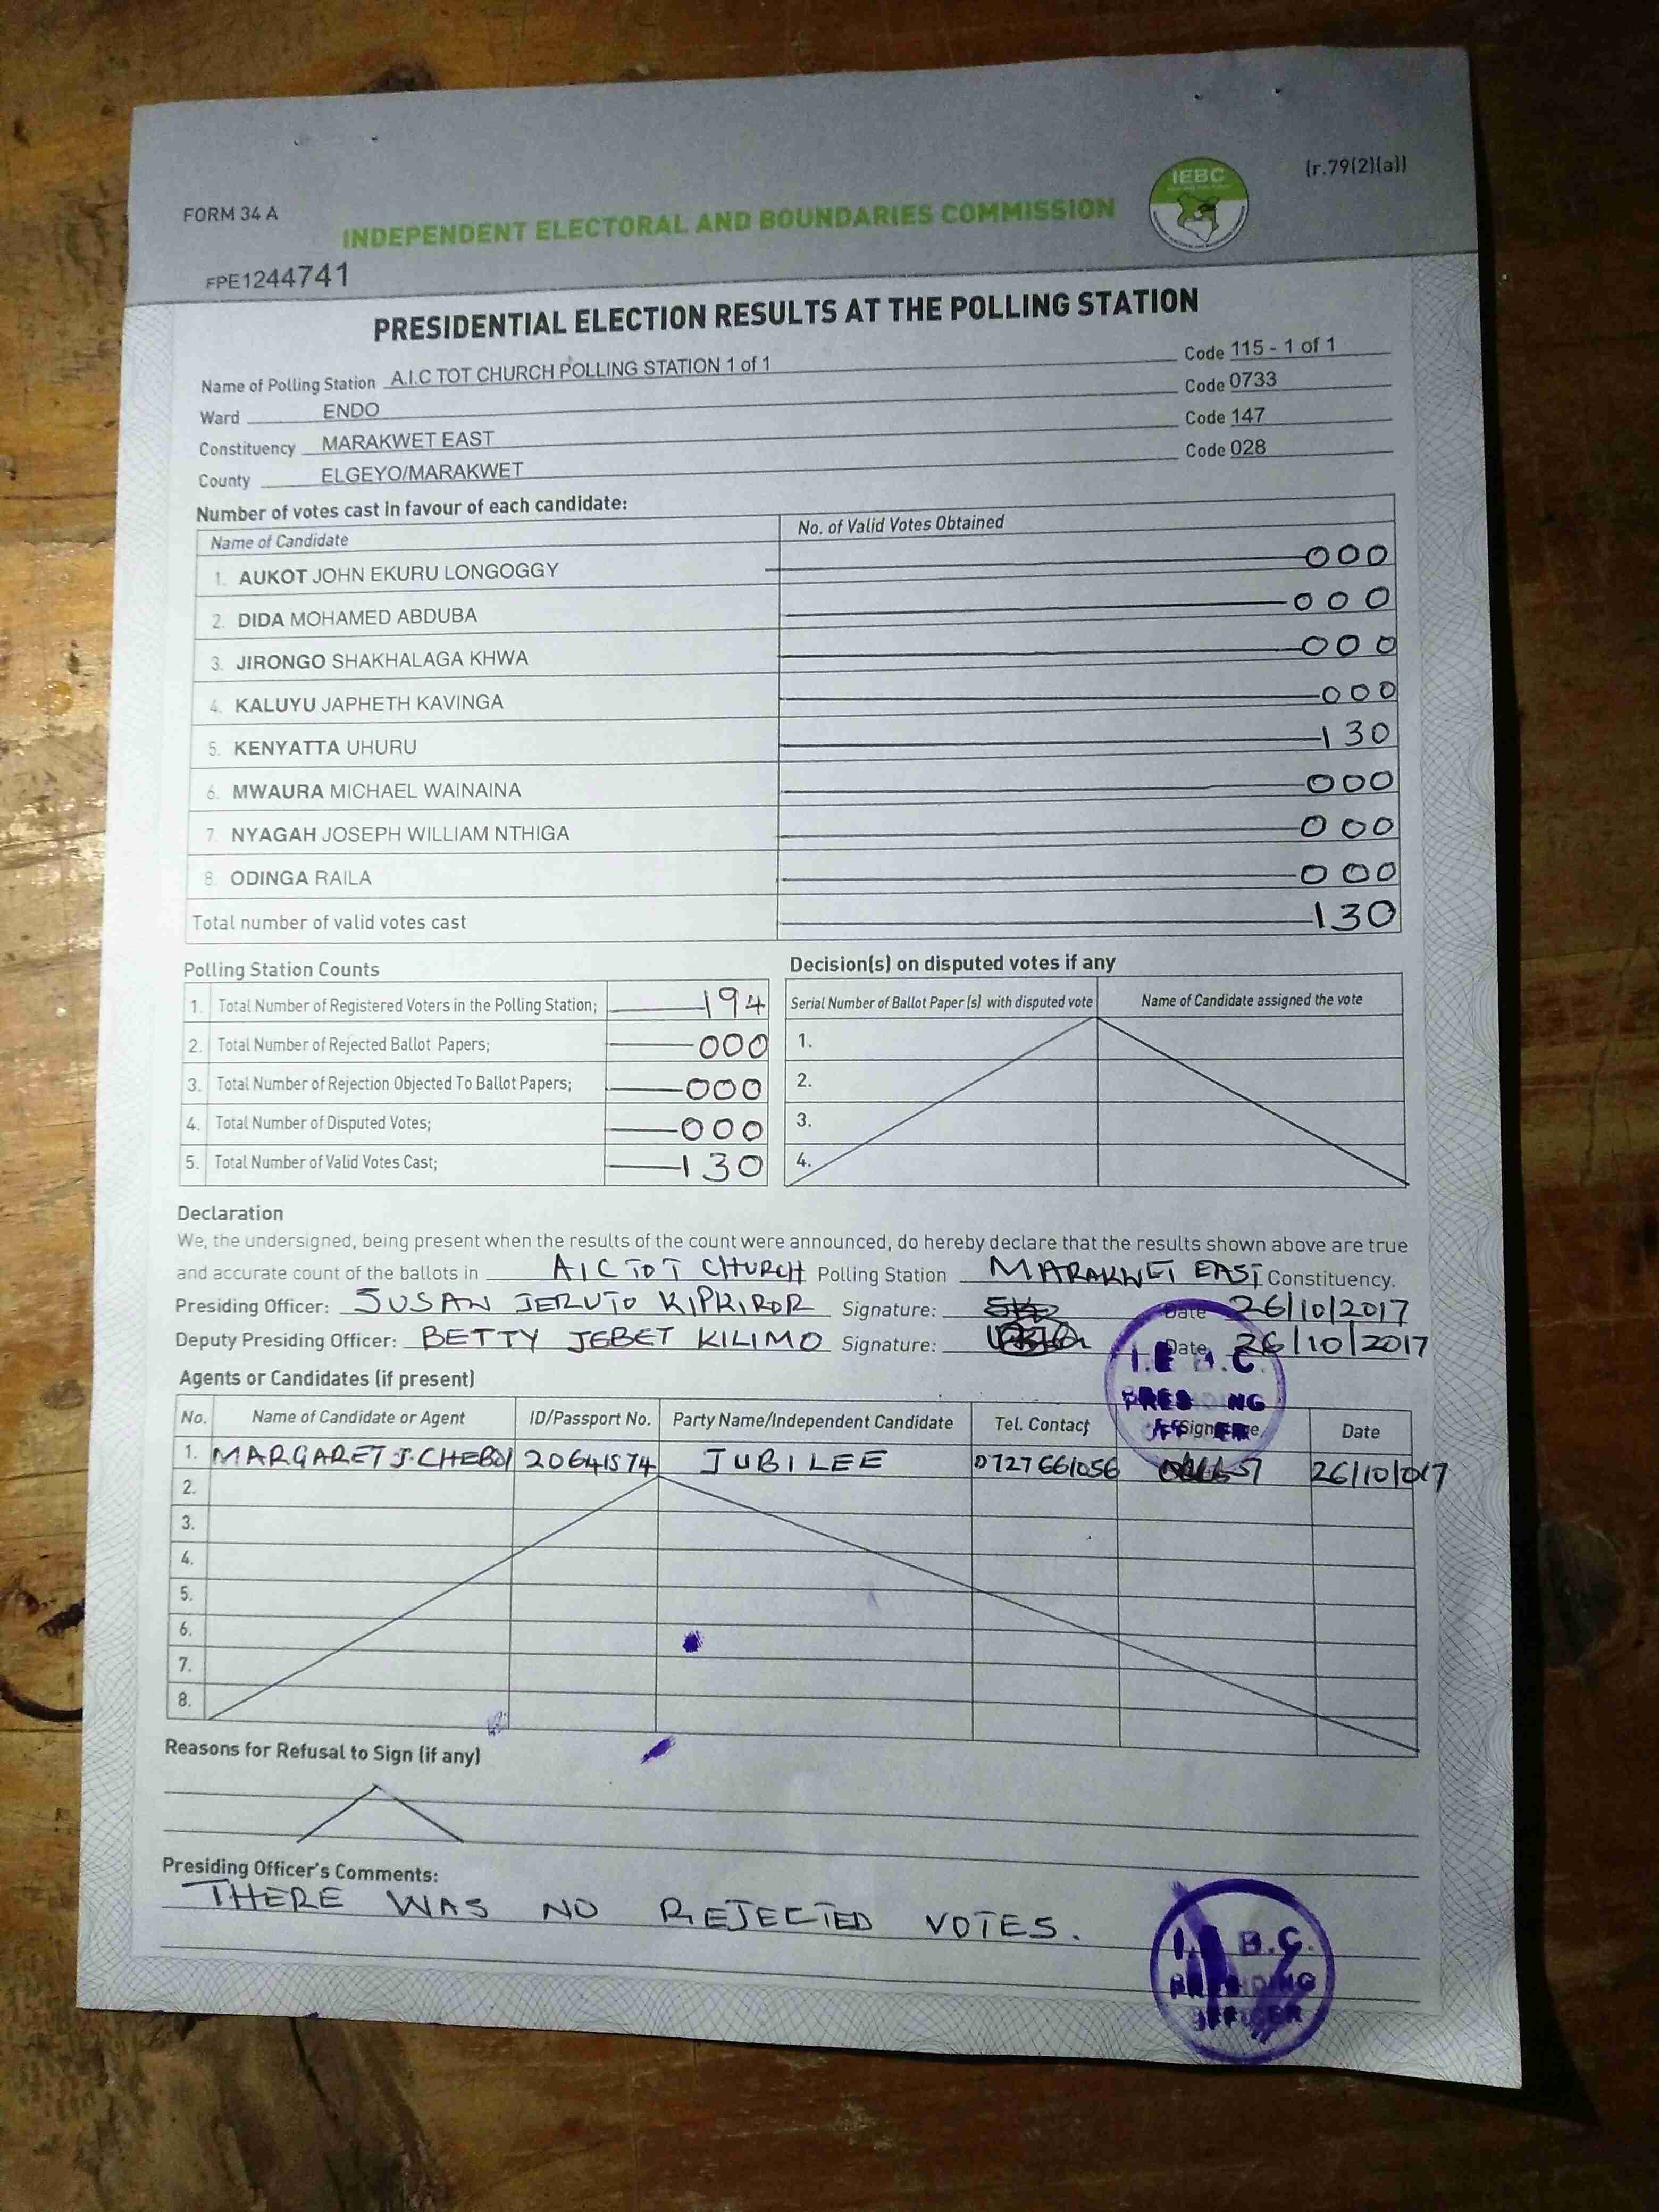 (r.79(2)(a))
FORM 34 A
IEBC
INDEPENDENT ELECTORAL AND BOUNDARIES COMMISSION
FPE1244741
PRESIDENTIAL ELECTION RESULTS AT THE POLLING STATION
Name of Polling Station A.I.C TOT CHURCH POLLING STATION 1 of 1 Code 115 - 1 of 1
Ward ENDO Code 0733
Constituency MARAKWET EAST Code 147
County ELGEYO/MARAKWET Code 028
Number of votes cast in favour of each candidate:
Name of Candidate No. of Valid Votes Obtained
1. AUKOT JOHN EKURU LONGOGGY 000
2. DIDA MOHAMED ABDUBA 000
3. JIRONGO SHAKHALAGA KHWA 000
4. KALUYU JAPHETH KAVINGA 000
5. KENYATTA UHURU 130
6. MWAURA MICHAEL WAINAINA 000
7. NYAGAH JOSEPH WILLIAM NTHIGA 000
8. ODINGA RAILA 000
Total number of valid votes cast 130
Polling Station Counts
1. Total Number of Registered Voters in the Polling Station; 194
2. Total Number of Rejected Ballot Papers; 000
3. Total Number of Rejection Objected To Ballot Papers; 000
4. Total Number of Disputed Votes; 000
5. Total Number of Valid Votes Cast; 130
Decision(s) on disputed votes if any
Serial Number of Ballot Paper (s) with disputed vote Name of Candidate assigned the vote
1.
2.
3.
4.
Declaration
We, the undersigned, being present when the results of the count were announced, do hereby declare that the results shown above are true
and accurate count of the ballots in AIC TOT CHURCH Polling Station MARAKWET EAST Constituency.
Presiding Officer: SUSAN JERUTO KIPKIROR Signature: Date 26/10/2017
Deputy Presiding Officer: BETTY JEBET KILIMO Signature: Date 26/10/2017
I.E.B.C.
PRESIDING
OFFICER
Agents or Candidates (if present)
No. Name of Candidate or Agent ID/Passport No. Party Name/Independent Candidate Tel. Contact Signature Date
1. MARGARET J. CHEBOI 20641574 JUBILEE 0727661056 26/10/017
2.
3.
4.
5.
6.
7.
8.
Reasons for Refusal to Sign (if any)
Presiding Officer's Comments:
THERE WAS NO REJECTED VOTES.
I.E.B.C.
PRESIDING
OFFICER